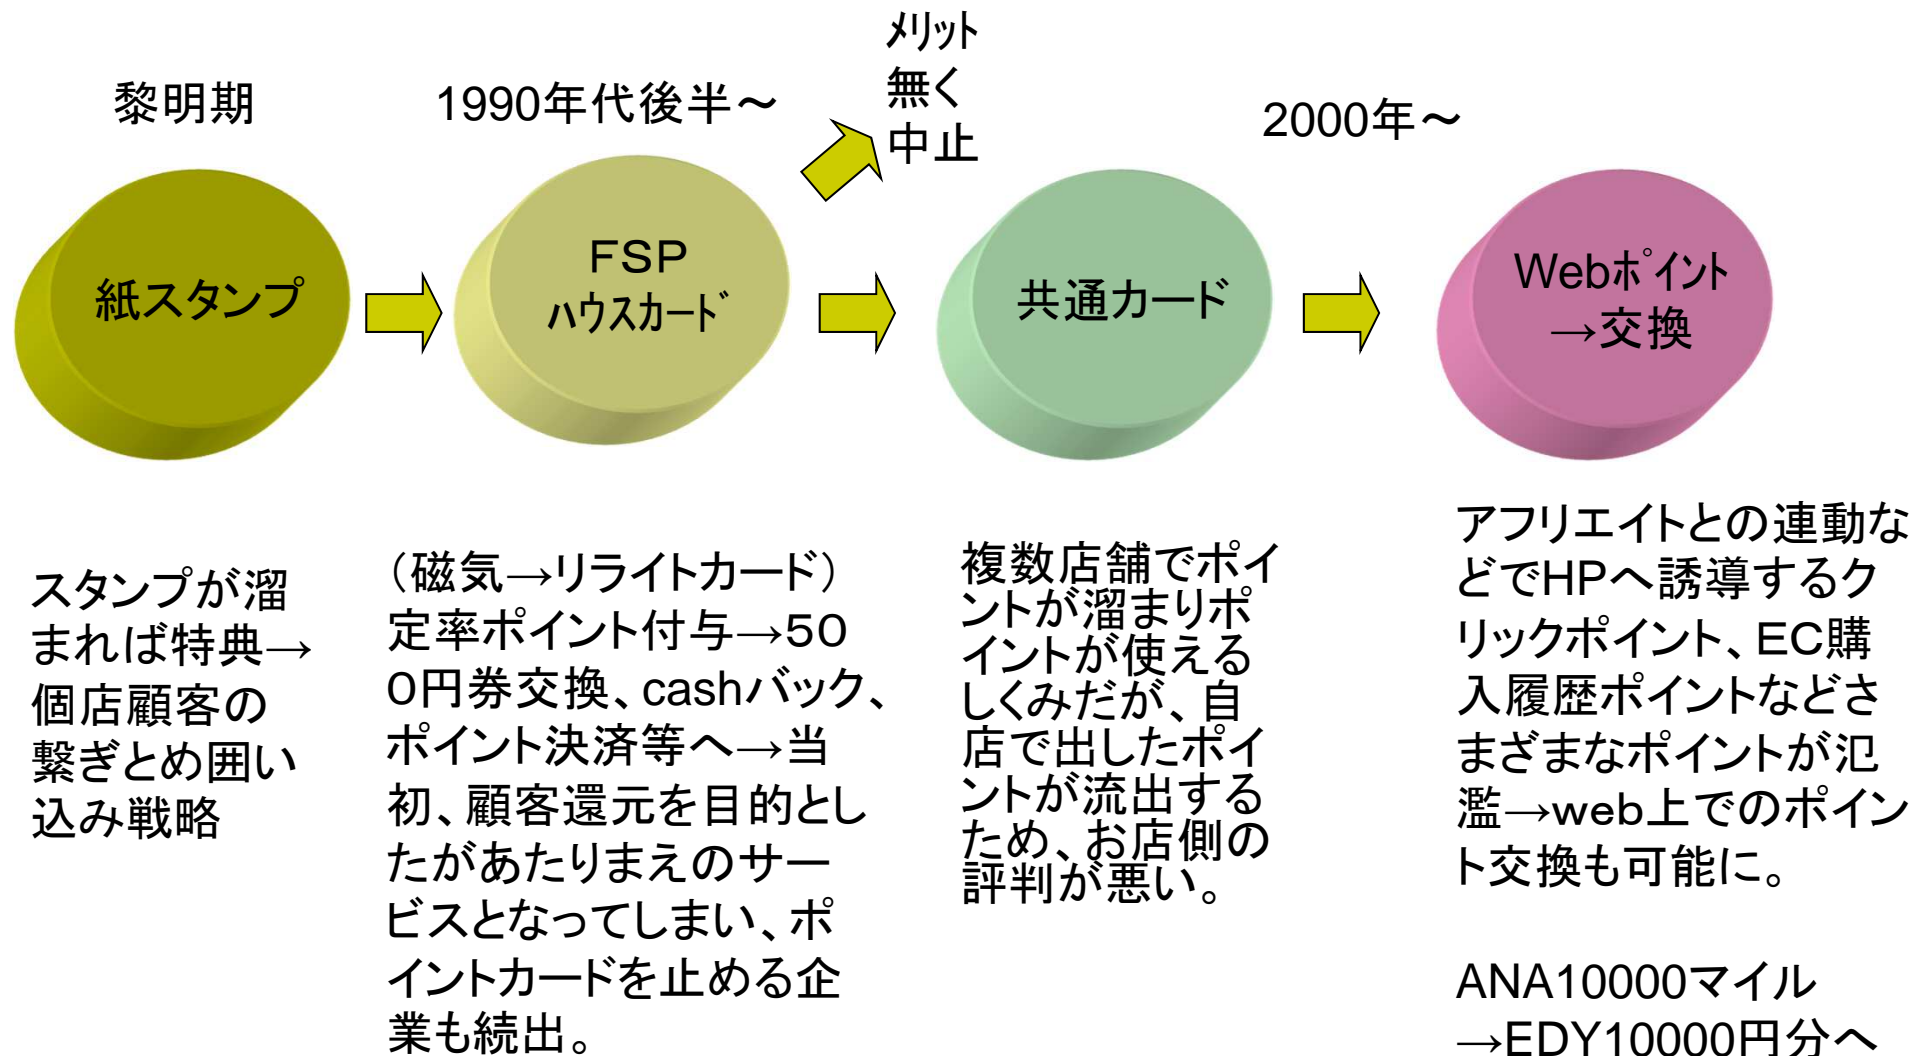 黎明期
1990年代後半～
メリット
無く
中止
2000年～
紙スタンプ
FSP
ﾊｳｽｶｰﾄﾞ
共通カード
Webﾎﾟｲﾝﾄ
→交換
スタンプが溜
まれば特典→
個店顧客の
繋ぎとめ囲い
込み戦略
（磁気→リライトカード）
定率ポイント付与→５０
０円券交換、cashバック、
ポイント決済等へ→当
初、顧客還元を目的とし
たがあたりまえのサー
ビスとなってしまい、ポ
イントカードを止める企
業も続出。
複数店舗でポイ
ントが溜まりポ
イントが使える
しくみだが、自
店で出したポイ
ントが流出する
ため、お店側の
評判が悪い。
アフリエイトとの連動な
どでHPへ誘導するク
リックポイント、EC購
入履歴ポイントなどさ
まざまなポイントが氾
濫→web上でのポイン
ト交換も可能に。
ANA10000マイル
→EDY10000円分へ